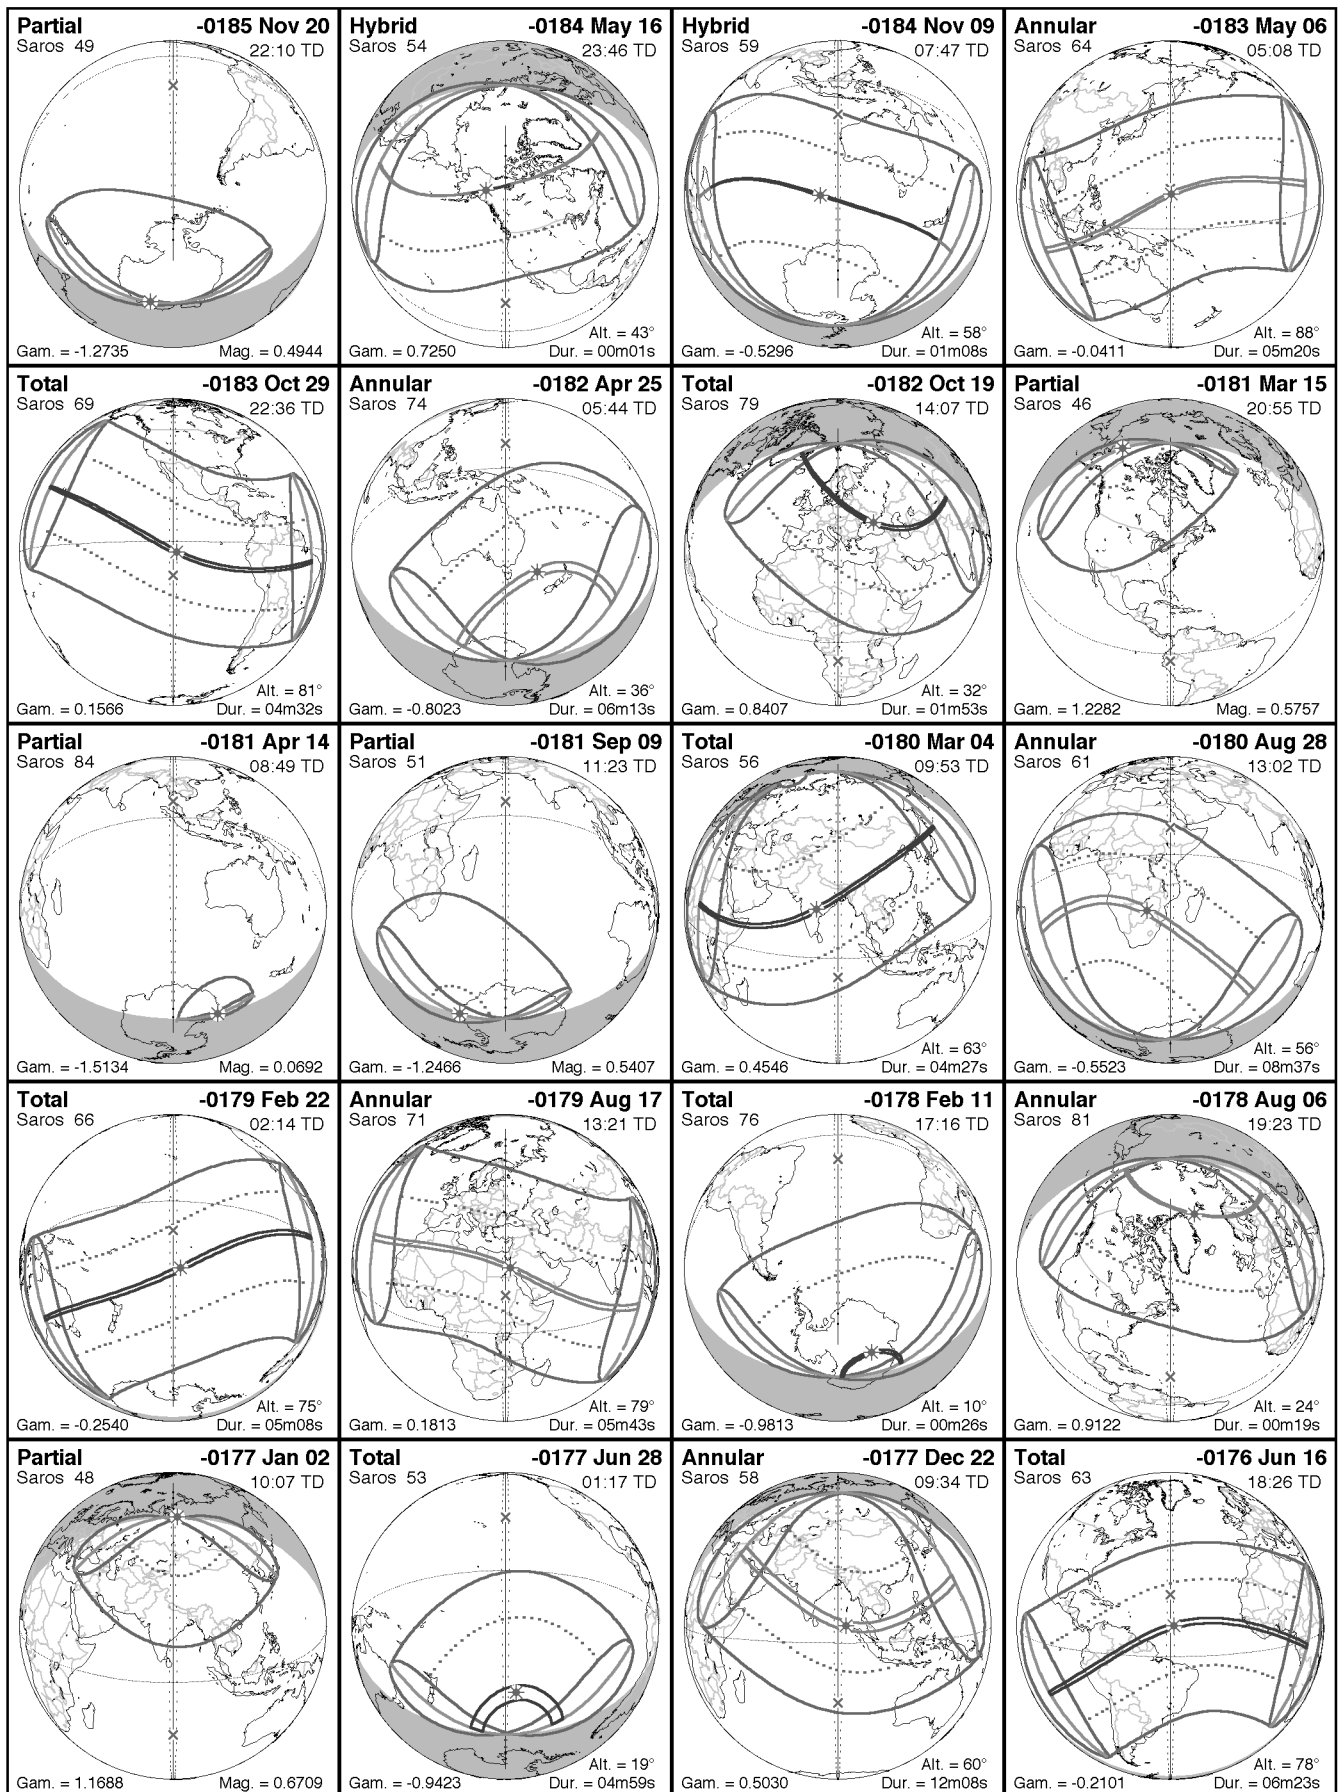 Partial -0185 Nov 20
Saros 49 22:10 TD
Gam. = -1.2735 Mag. = 0.4944
Hybrid -0184 May 16
Saros 54 23:46 TD
Alt. = 43°
Gam. = 0.7250 Dur. = 00m01s
Hybrid -0184 Nov 09
Saros 59 07:47 TD
Alt. = 58°
Gam. = -0.5296 Dur. = 01m08s
Annular -0183 May 06
Saros 64 05:08 TD
Alt. = 88°
Gam. = -0.0411 Dur. = 05m20s
Total -0183 Oct 29
Saros 69 22:36 TD
Alt. = 81°
Gam. = 0.1566 Dur. = 04m32s
Annular -0182 Apr 25
Saros 74 05:44 TD
Alt. = 36°
Gam. = -0.8023 Dur. = 06m13s
Total -0182 Oct 19
Saros 79 14:07 TD
Alt. = 32°
Gam. = 0.8407 Dur. = 01m53s
Partial -0181 Mar 15
Saros 46 20:55 TD
Gam. = 1.2282 Mag. = 0.5757
Partial -0181 Apr 14
Saros 84 08:49 TD
Gam. = -1.5134 Mag. = 0.0692
Partial -0181 Sep 09
Saros 51 11:23 TD
Gam. = -1.2466 Mag. = 0.5407
Total -0180 Mar 04
Saros 56 09:53 TD
Alt. = 63°
Gam. = 0.4546 Dur. = 04m27s
Annular -0180 Aug 28
Saros 61 13:02 TD
Alt. = 56°
Gam. = -0.5523 Dur. = 08m37s
Total -0179 Feb 22
Saros 66 02:14 TD
Alt. = 75°
Gam. = -0.2540 Dur. = 05m08s
Annular -0179 Aug 17
Saros 71 13:21 TD
Alt. = 79°
Gam. = 0.1813 Dur. = 05m43s
Total -0178 Feb 11
Saros 76 17:16 TD
Alt. = 10°
Gam. = -0.9813 Dur. = 00m26s
Annular -0178 Aug 06
Saros 81 19:23 TD
Alt. = 24°
Gam. = 0.9122 Dur. = 00m19s
Partial -0177 Jan 02
Saros 48 10:07 TD
Gam. = 1.1688 Mag. = 0.6709
Total -0177 Jun 28
Saros 53 01:17 TD
Alt. = 19°
Gam. = -0.9423 Dur. = 04m59s
Annular -0177 Dec 22
Saros 58 09:34 TD
Alt. = 60°
Gam. = 0.5030 Dur. = 12m08s
Total -0176 Jun 16
Saros 63 18:26 TD
Alt. = 78°
Gam. = -0.2101 Dur. = 06m23s